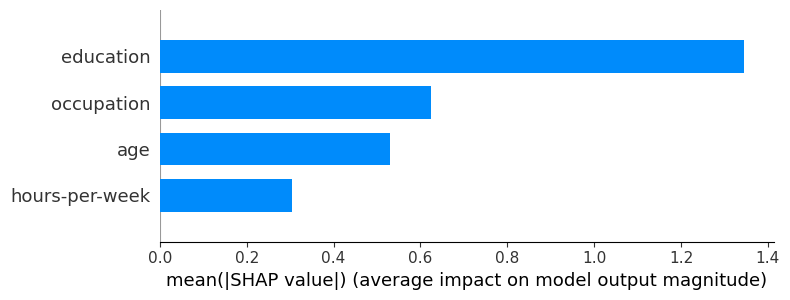 education
occupation
age
hours-per-week
0.0 0.2 0.4 0.6 0.8 1.0 1.2 1.4
mean(|SHAP value|) (average impact on model output magnitude)